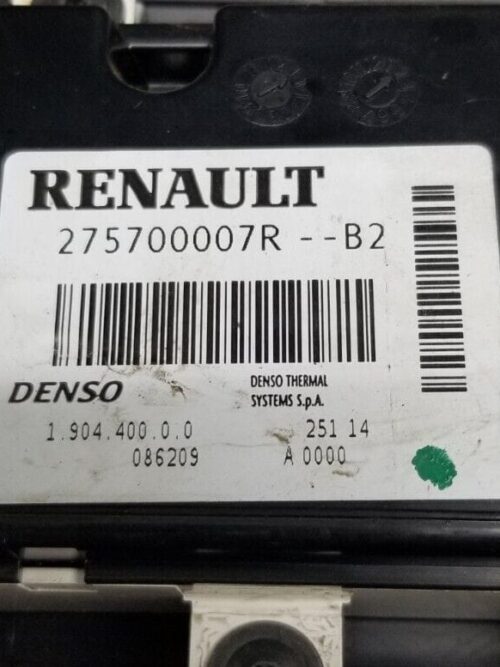 RENAULT
275700007R --B2
DENSO
DENSO THERMAL
SYSTEMS S.p.A.
1.904.400.0.0
251 14
086209
A 0000